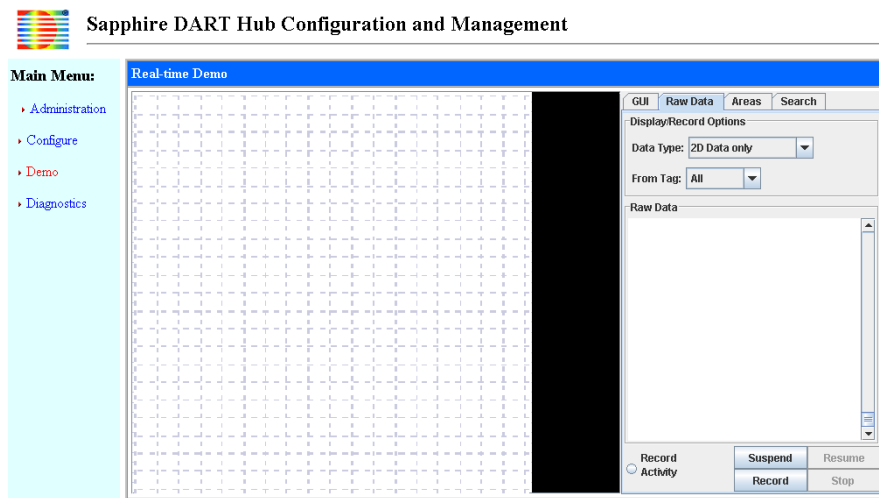 Sapphire DART Hub Configuration and Management
Main Menu:
Administration
Configure
Demo
Diagnostics
Real-time Demo
GUI Raw Data Areas Search
Display/Record Options
Data Type: 2D Data only
From Tag: All
Raw Data
Record Activity
Suspend Resume
Record Stop